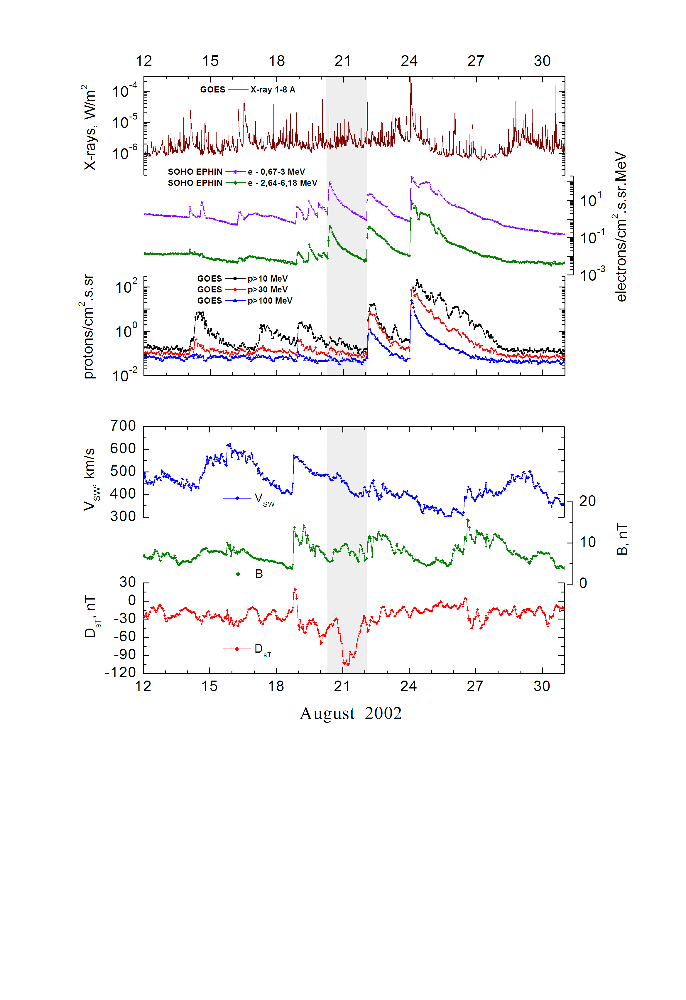 12 15 18 21 24 27 30
X-rays, W/m2
10-4
10-5
10-6
GOES X-ray 1-8 A
SOHO EPHIN e - 0,67-3 MeV
SOHO EPHIN e - 2,64-6,18 MeV
101
10-1
10-3
electrons/cm2.s.sr.MeV
protons/cm2.s.sr
102
100
10-2
GOES p>10 MeV
GOES p>30 MeV
GOES p>100 MeV
VSW, km/s
700
600
500
400
300
VSW
20
10
0
B, nT
B
DsT, nT
30
0
-30
-60
-90
-120
DsT
12 15 18 21 24 27 30
August 2002